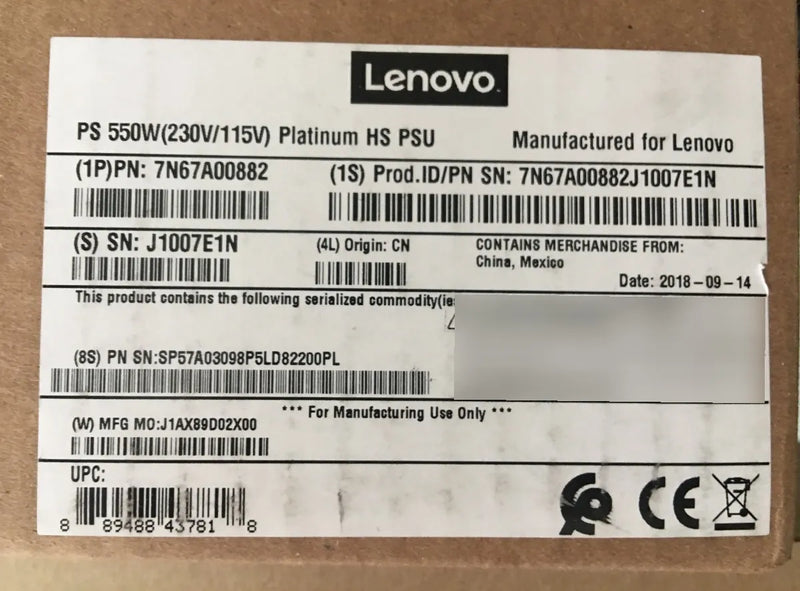 Lenovo
PS 550W(230V/115V) Platinum HS PSU
Manufactured for Lenovo
(1P)PN: 7N67A00882
(1S) Prod.ID/PN SN: 7N67A00882J1007E1N
(S) SN: J1007E1N
(4L) Origin: CN
CONTAINS MERCHANDISE FROM:
China, Mexico
Date: 2018-09-14
This product contains the following serialized commodity(ie
(8S) PN SN:SP57A03098P5LD82200PL
*** For Manufacturing Use Only ***
(W) MFG MO:J1AX89D02X00
UPC:
8 89488 43781 8
CE